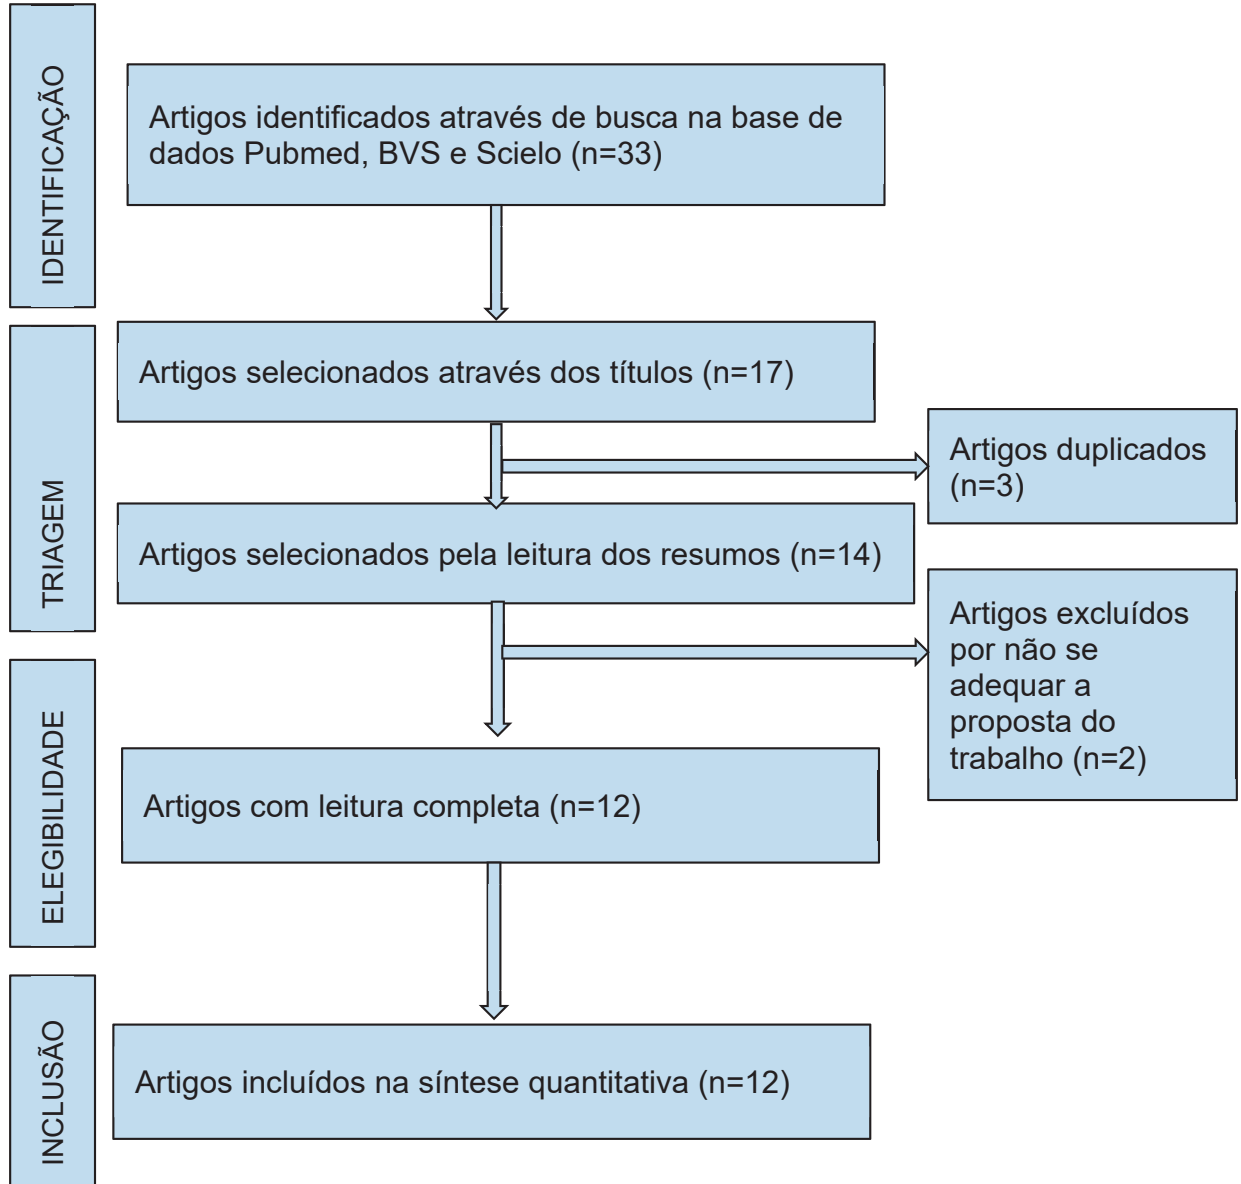 IDENTIFICAÇÃO
Artigos identificados através de busca na base de
dados Pubmed, BVS e Scielo (n=33)
TRIAGEM
Artigos selecionados através dos títulos (n=17)
Artigos duplicados
(n=3)
Artigos selecionados pela leitura dos resumos (n=14)
Artigos excluídos
por não se
adequar a
proposta do
trabalho (n=2)
ELEGIBILIDADE
Artigos com leitura completa (n=12)
INCLUSÃO
Artigos incluídos na síntese quantitativa (n=12)